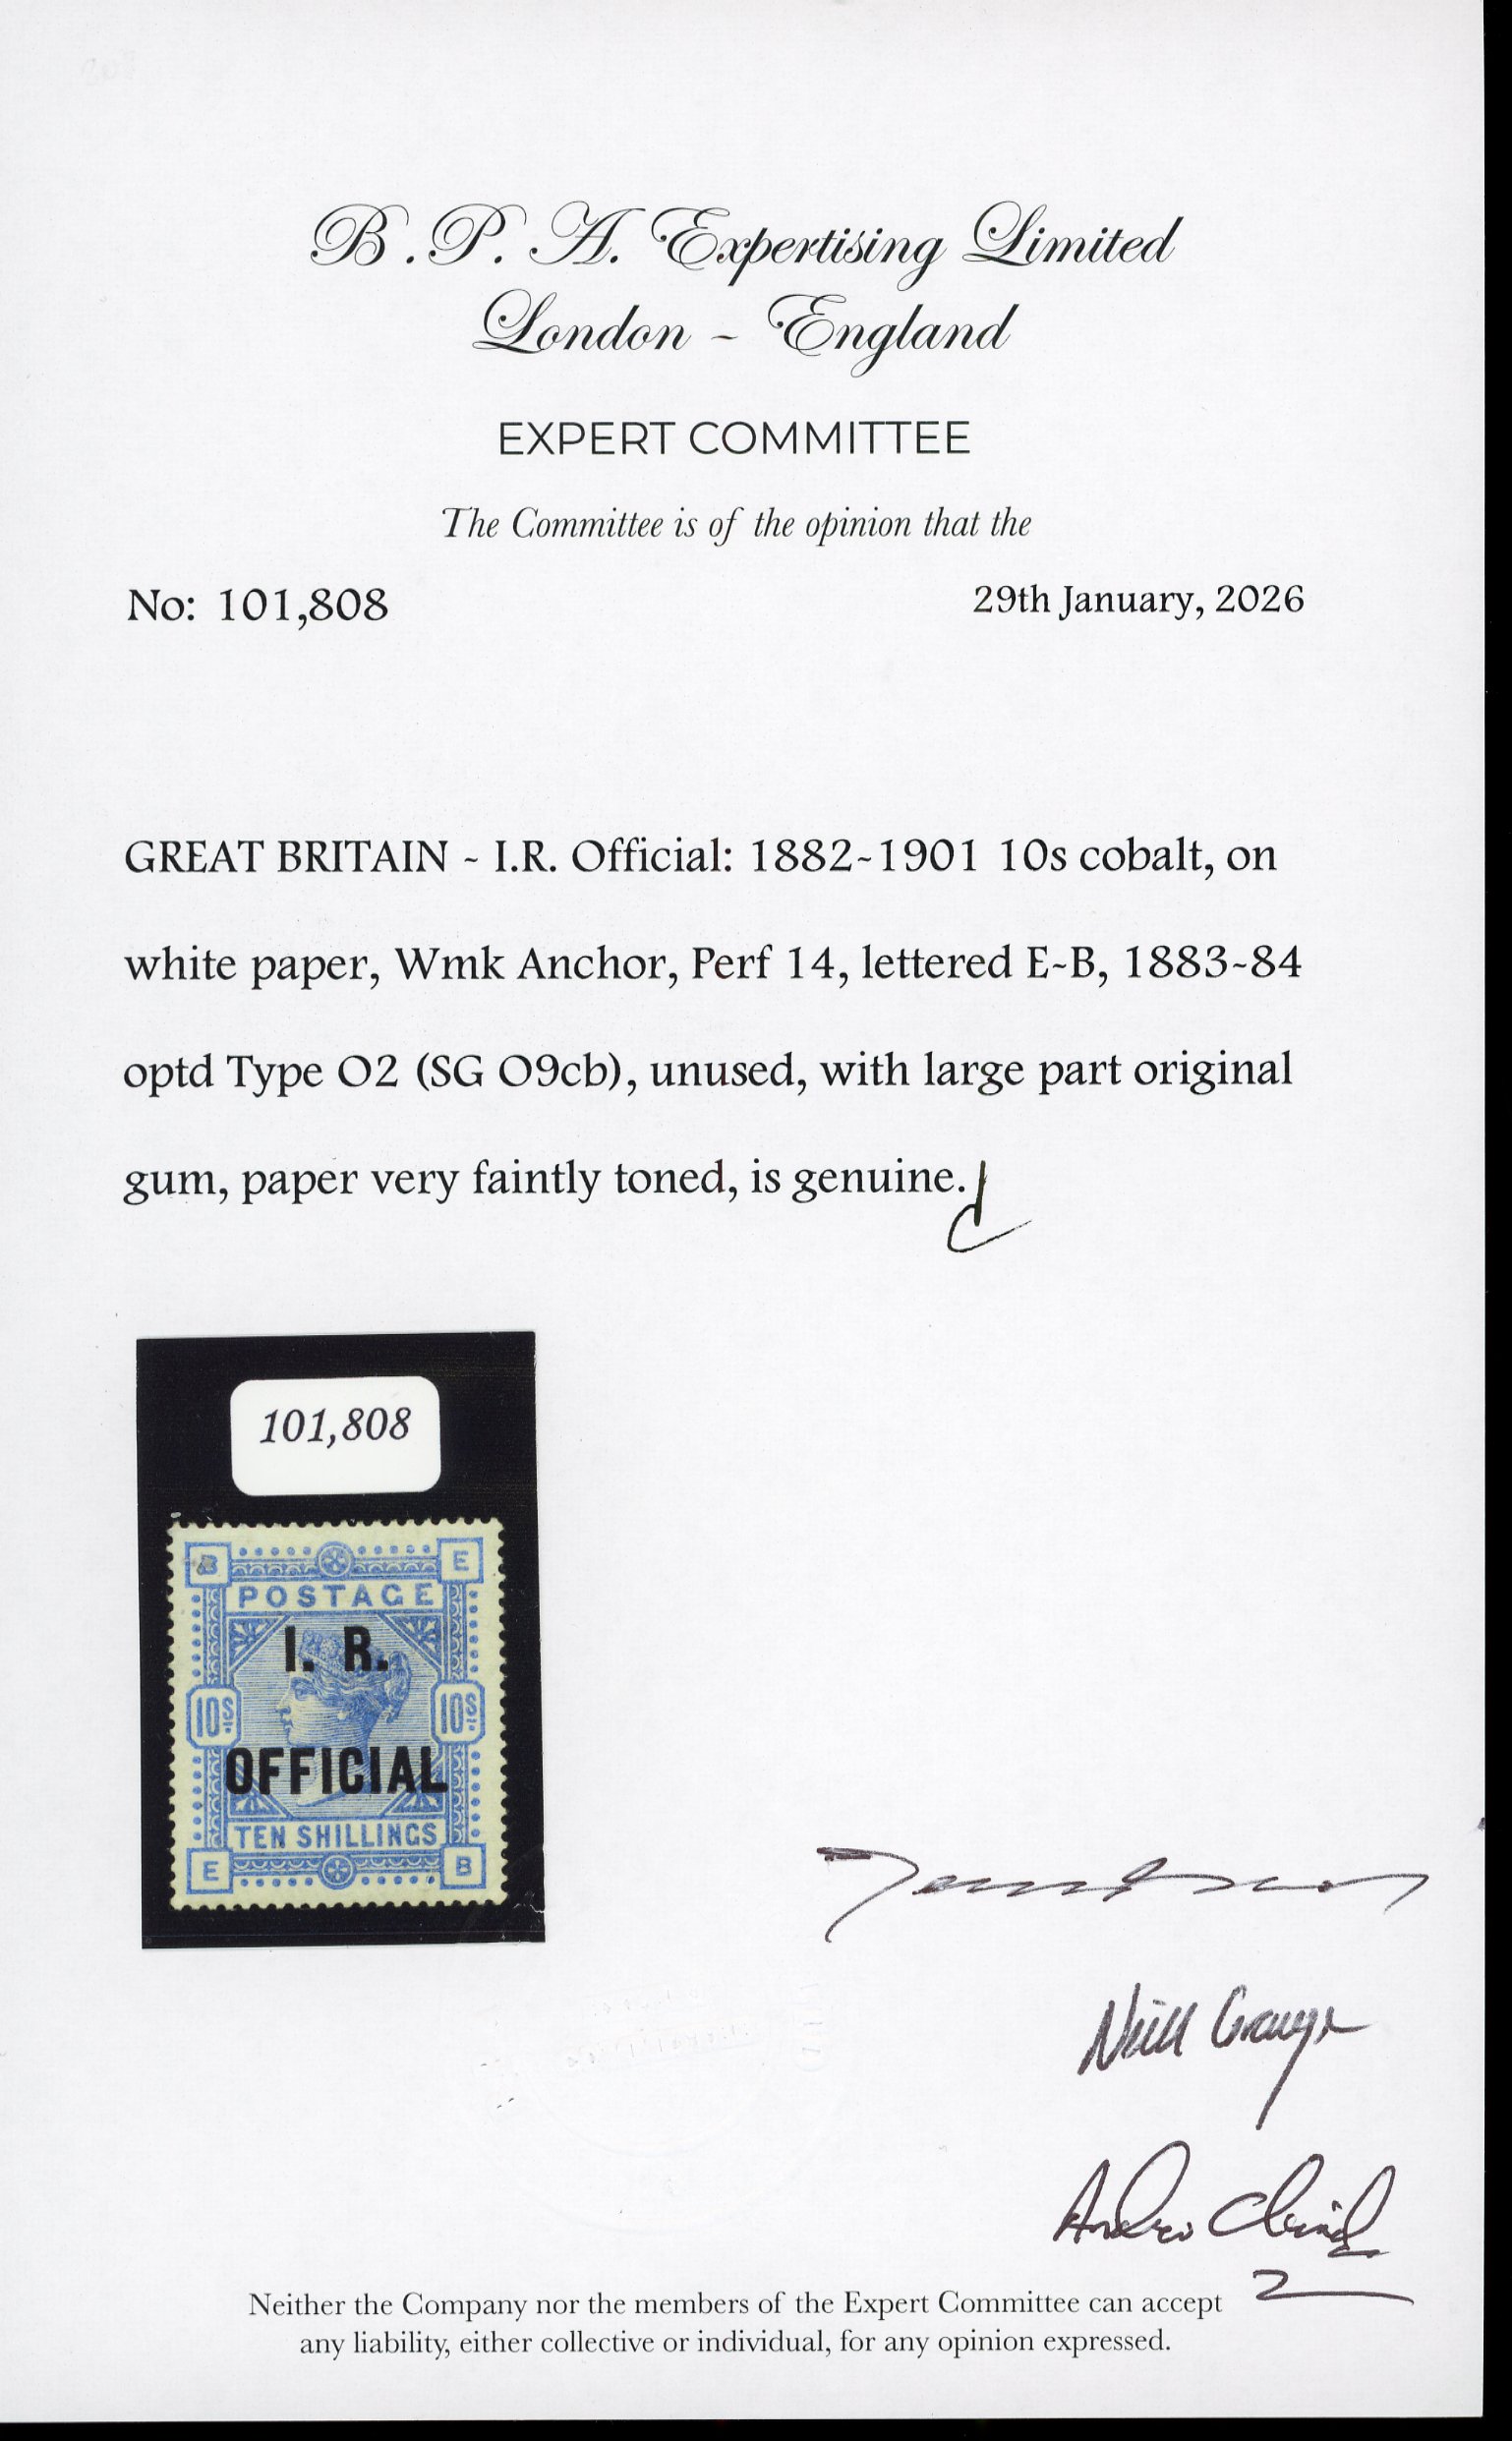 B.P.A. Expertising Limited
London - England
EXPERT COMMITTEE
The Committee is of the opinion that the
No: 101,808
29th January, 2026
GREAT BRITAIN - I.R. Official: 1882-1901 10s cobalt, on
white paper, Wmk Anchor, Perf 14, lettered E-B, 1883-84
optd Type O2 (SG O9cb), unused, with large part original
gum, paper very faintly toned, is genuine.
101,808
B E
POSTAGE
I. R.
10S 10S
OFFICIAL
TEN SHILLINGS
E B
Neither the Company nor the members of the Expert Committee can accept
any liability, either collective or individual, for any opinion expressed.